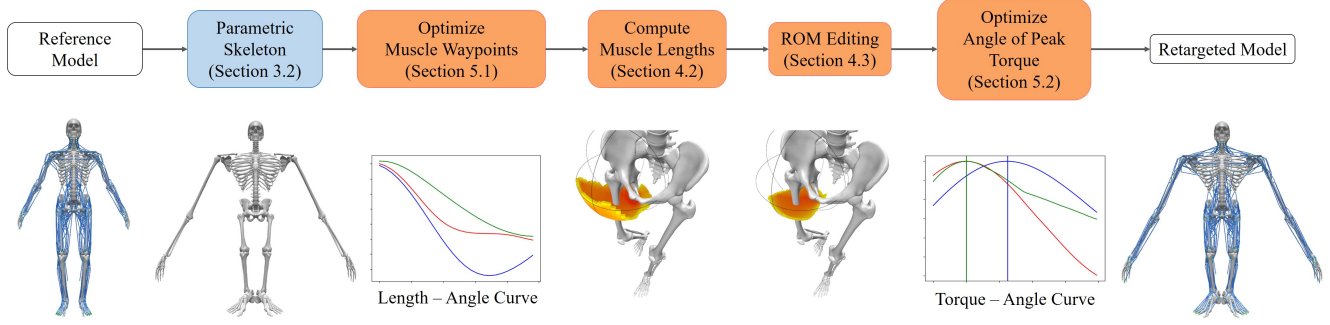 Reference
Model
Parametric
Skeleton
(Section 3.2)
Optimize
Muscle Waypoints
(Section 5.1)
Compute
Muscle Lengths
(Section 4.2)
ROM Editing
(Section 4.3)
Optimize
Angle of Peak
Torque
(Section 5.2)
Retargeted Model
Length – Angle Curve
Torque – Angle Curve